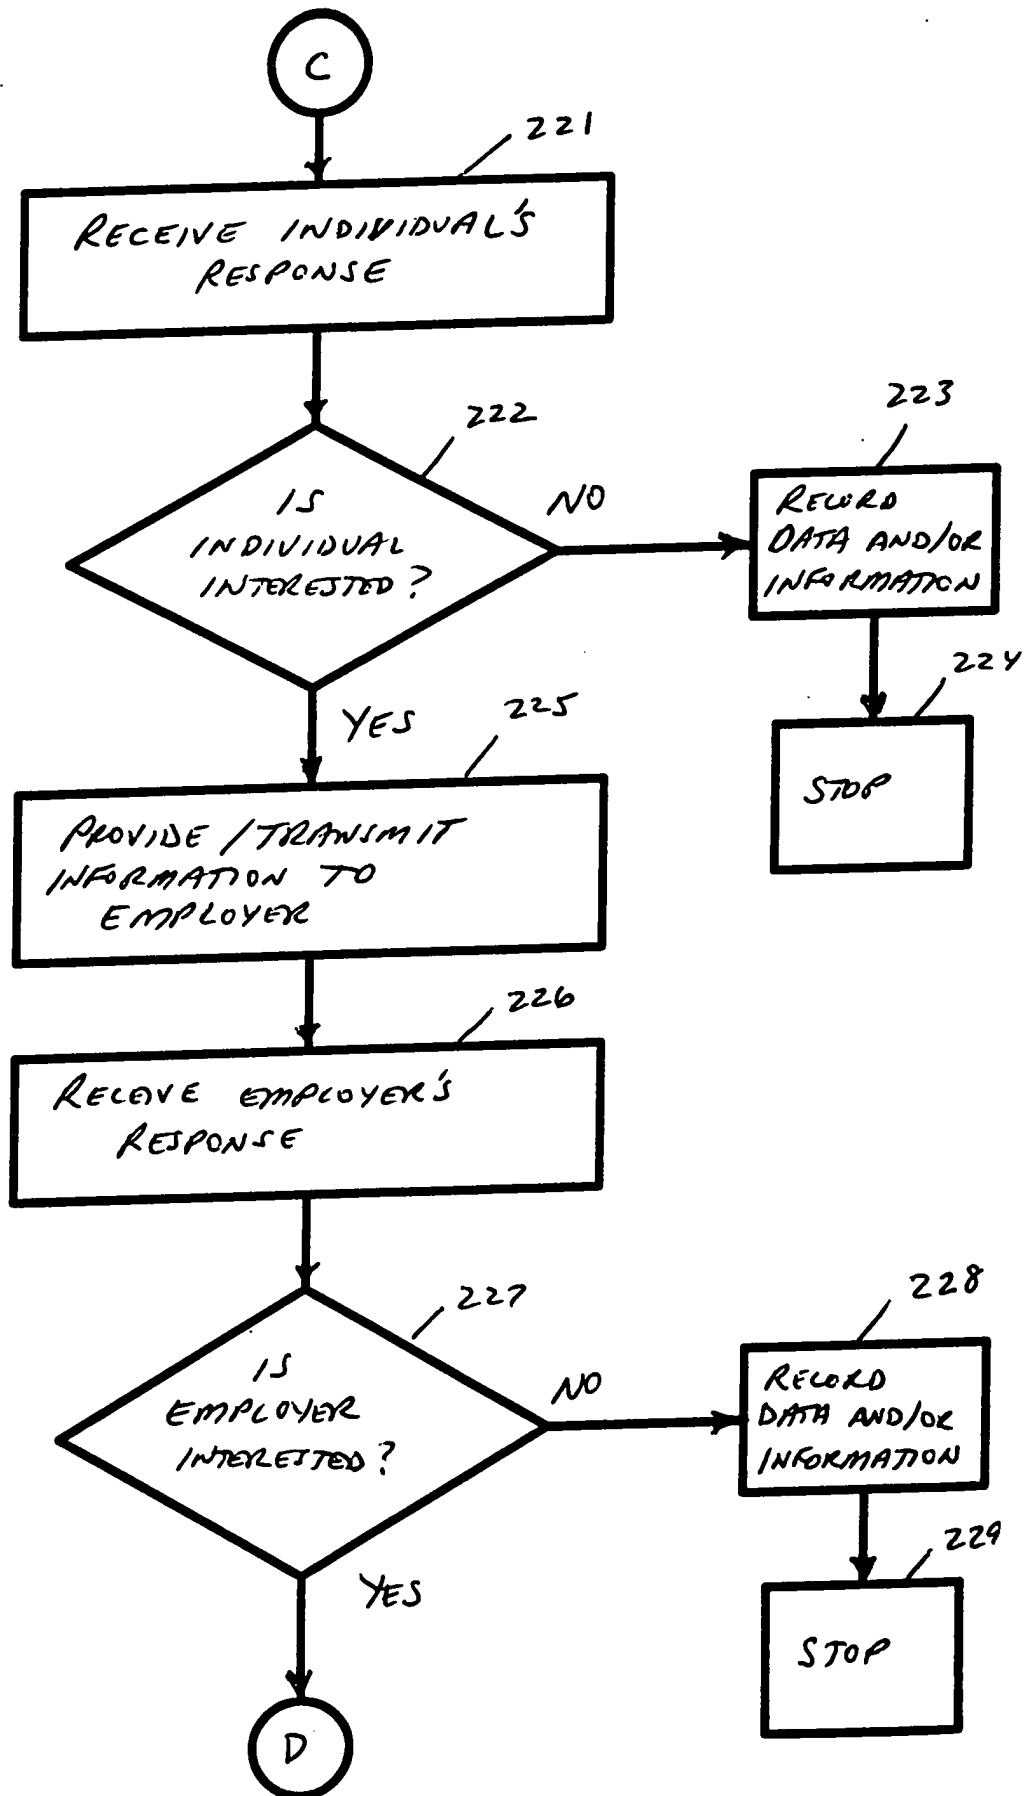 C
221
RECEIVE INDIVIDUAL'S
RESPONSE
222
IS
INDIVIDUAL
INTERESTED?
NO
223
RECORD
DATA AND/OR
INFORMATION
224
STOP
YES
225
PROVIDE/TRANSMIT
INFORMATION TO
EMPLOYER
226
RECEIVE EMPLOYER'S
RESPONSE
227
IS
EMPLOYER
INTERESTED?
NO
228
RECORD
DATA AND/OR
INFORMATION
229
STOP
YES
D